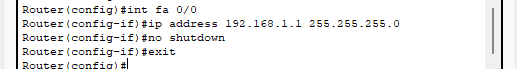 Router(config)#int fa 0/0
Router(config-if)#ip address 192.168.1.1 255.255.255.0
Router(config-if)#no shutdown
Router(config-if)#exit
Router(config)#